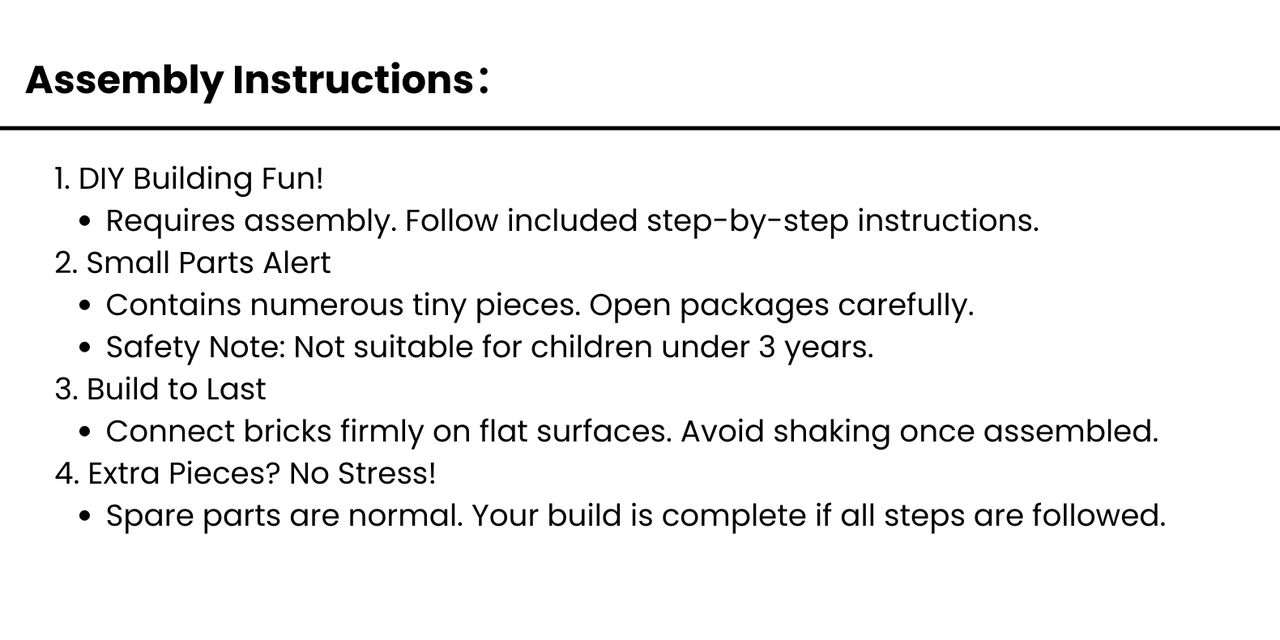 Assembly Instructions:
1. DIY Building Fun!
• Requires assembly. Follow included step-by-step instructions.
2. Small Parts Alert
• Contains numerous tiny pieces. Open packages carefully.
• Safety Note: Not suitable for children under 3 years.
3. Build to Last
• Connect bricks firmly on flat surfaces. Avoid shaking once assembled.
4. Extra Pieces? No Stress!
• Spare parts are normal. Your build is complete if all steps are followed.